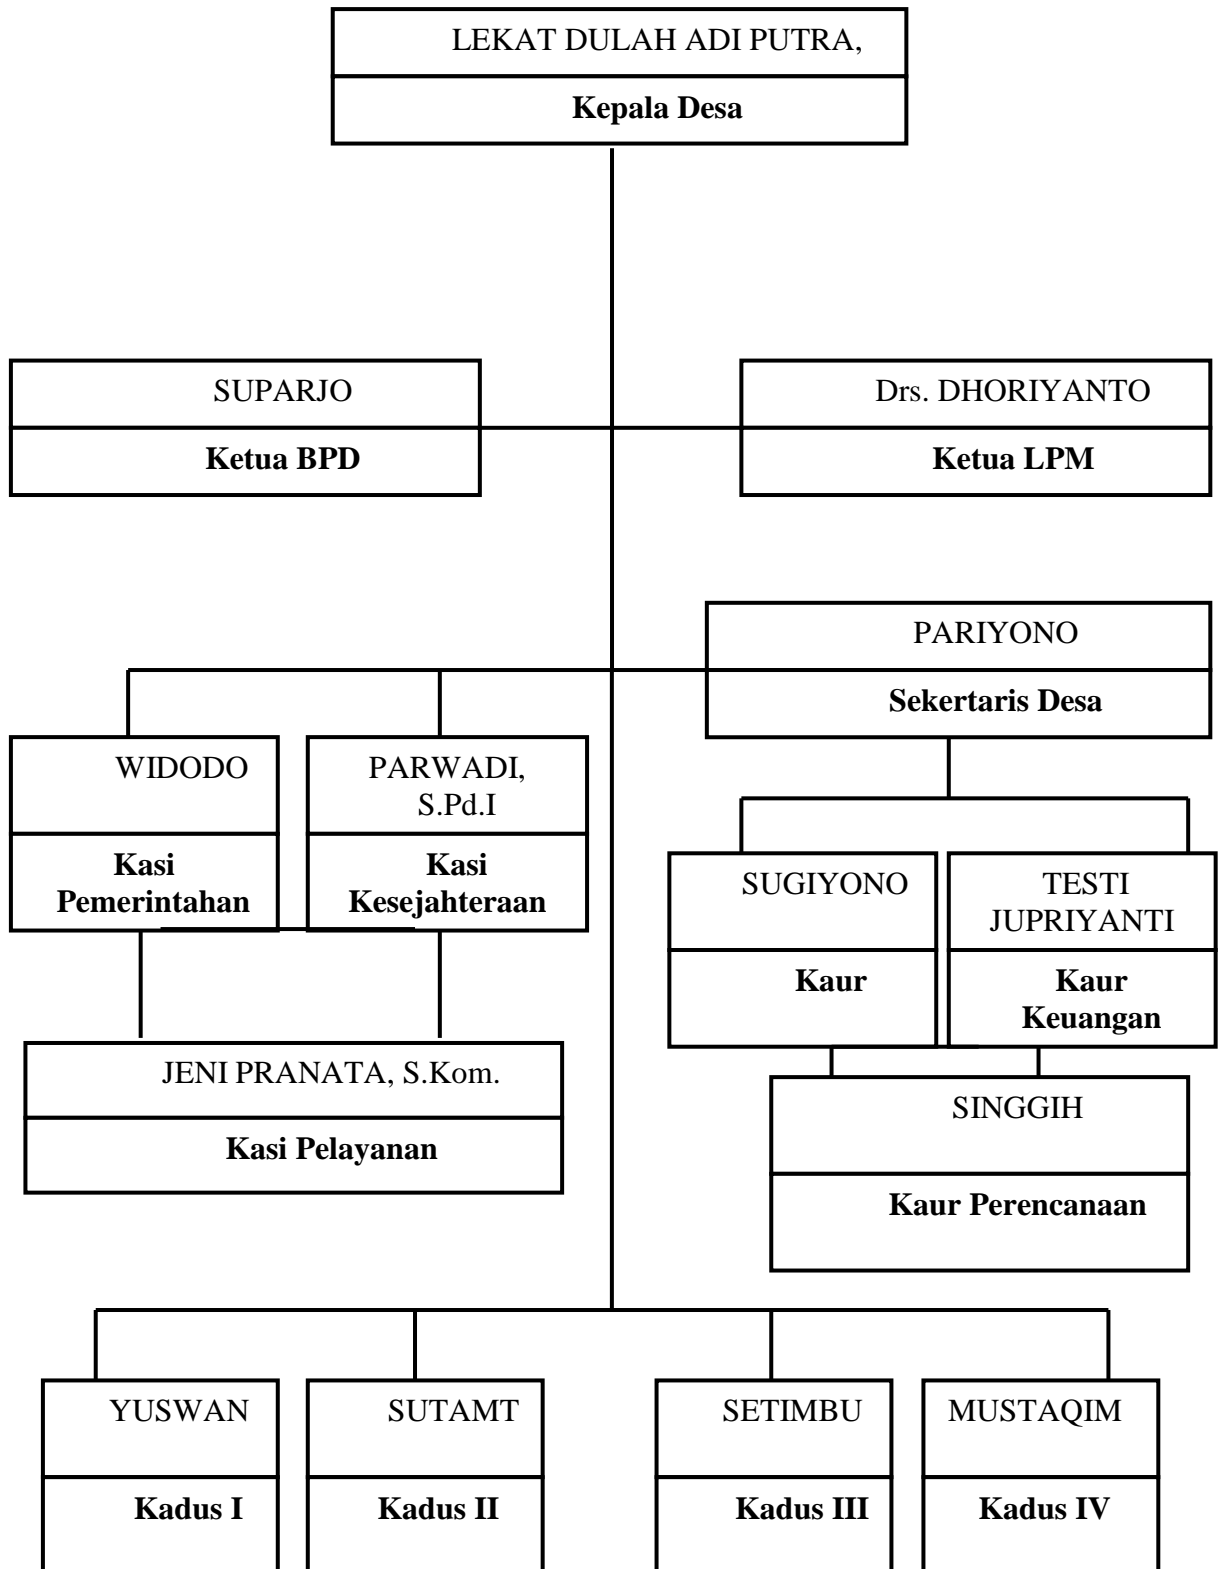 LEKAT DULAH ADI PUTRA,
Kepala Desa
SUPARJO
Ketua BPD
Drs. DHORIYANTO
Ketua LPM
PARIYONO
Sekertaris Desa
WIDODO
Kasi
Pemerintahan
PARWADI,
S.Pd.I
Kasi
Kesejahteraan
SUGIYONO
Kaur
TESTI
JUPRIYANTI
Kaur
Keuangan
JENI PRANATA, S.Kom.
Kasi Pelayanan
SINGGIH
Kaur Perencanaan
YUSWAN
Kadus I
SUTAMT
Kadus II
SETIMBU
Kadus III
MUSTAQIM
Kadus IV